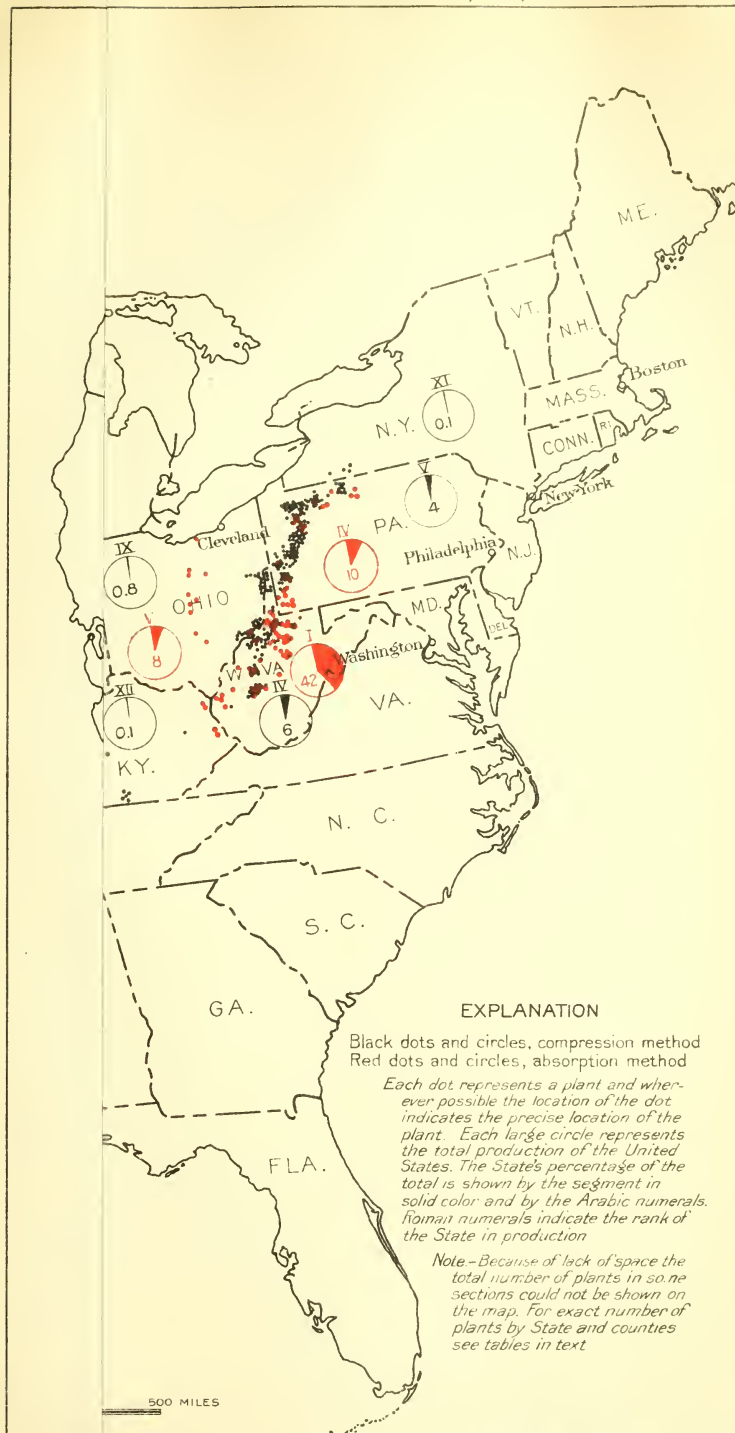 ME.
VT.
N.H.
Boston
MASS.
XI
0.1
N.Y.
CONN.
R.I.
New York
V
4
X
PA.
IV
10
Cleveland
Philadelphia
N.J.
IX
0.8
OHIO
MD.
DEL.
V
8
I
42
Washington
W. VA.
IV
6
VA.
XII
0.1
KY.
N. C.
S. C.
GA.
FLA.
EXPLANATION
Black dots and circles, compression method
Red dots and circles, absorption method
Each dot represents a plant and wher-
ever possible the location of the dot
indicates the precise location of the
plant. Each large circle represents
the total production of the United
States. The State's percentage of the
total is shown by the segment in
solid color and by the Arabic numerals.
Roman numerals indicate the rank of
the State in production
Note.-Because of lack of space the
total number of plants in some
sections could not be shown on
the map. For exact number of
plants by State and counties
see tables in text
500 MILES